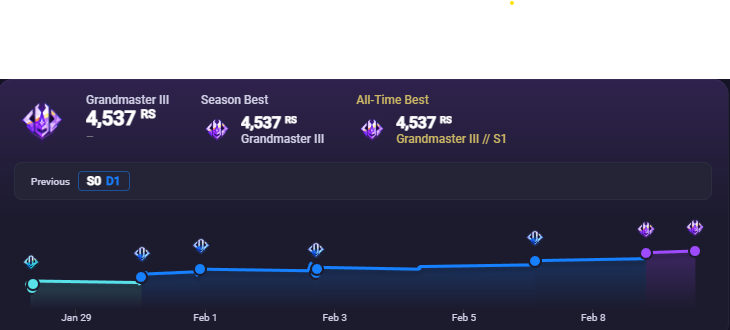 Grandmaster III
4,537 RS
—
Season Best
4,537 RS
Grandmaster III
All-Time Best
4,537 RS
Grandmaster III // S1
Previous S0 D1
Jan 29 Feb 1 Feb 3 Feb 5 Feb 8